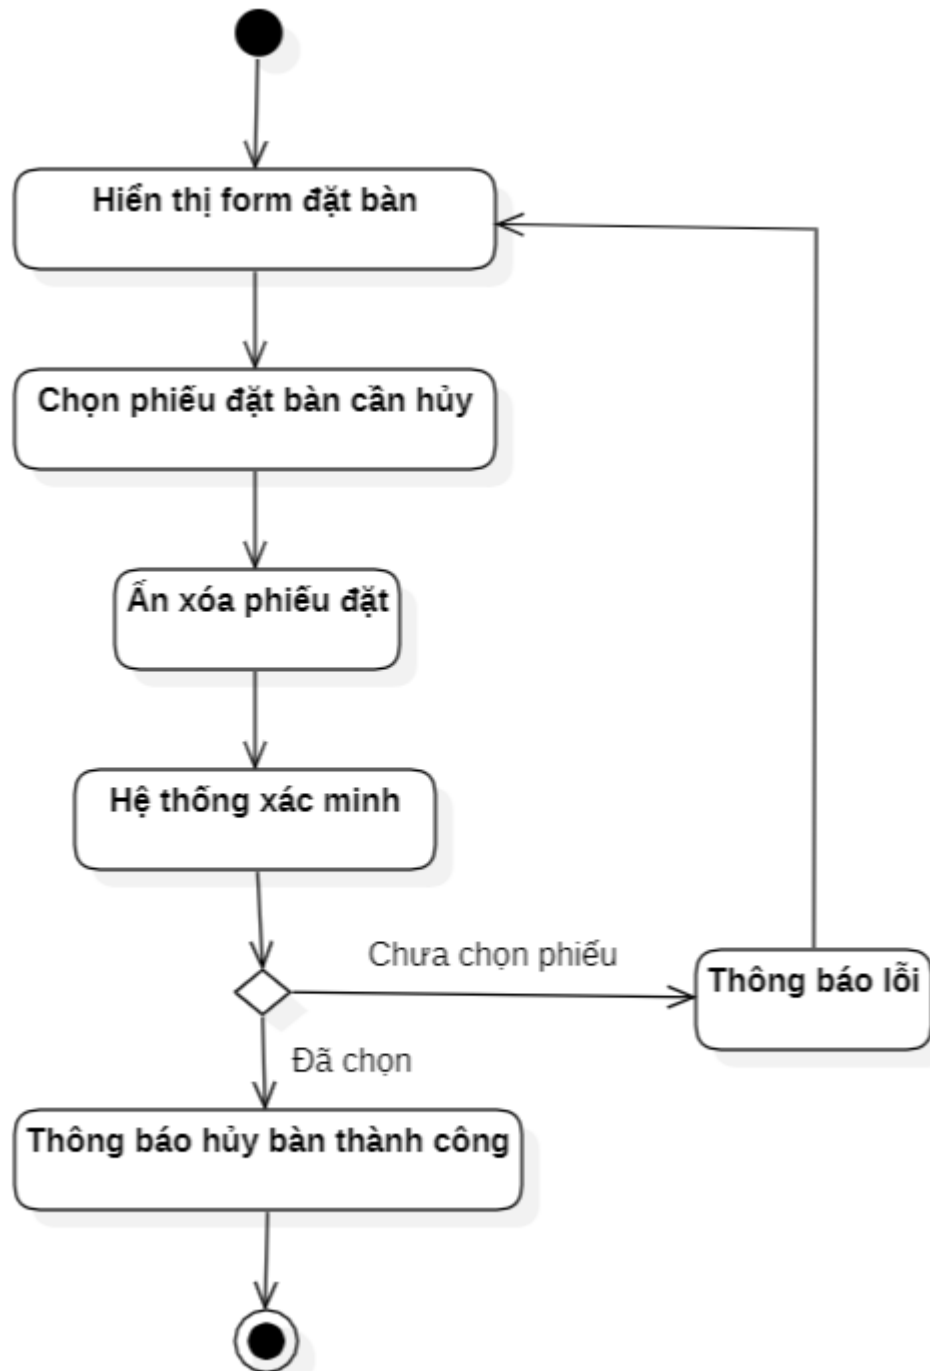 Hiển thị form đặt bàn
Chọn phiếu đặt bàn cần hủy
Ấn xóa phiếu đặt
Hệ thống xác minh
Chưa chọn phiếu
Thông báo lỗi
Đã chọn
Thông báo hủy bàn thành công